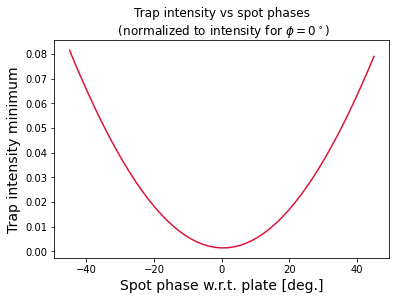 Trap intensity vs spot phases
(normalized to intensity for ϕ = 0°)
Trap intensity minimum
0.08
0.07
0.06
0.05
0.04
0.03
0.02
0.01
0.00
−40 −20 0 20 40
Spot phase w.r.t. plate [deg.]